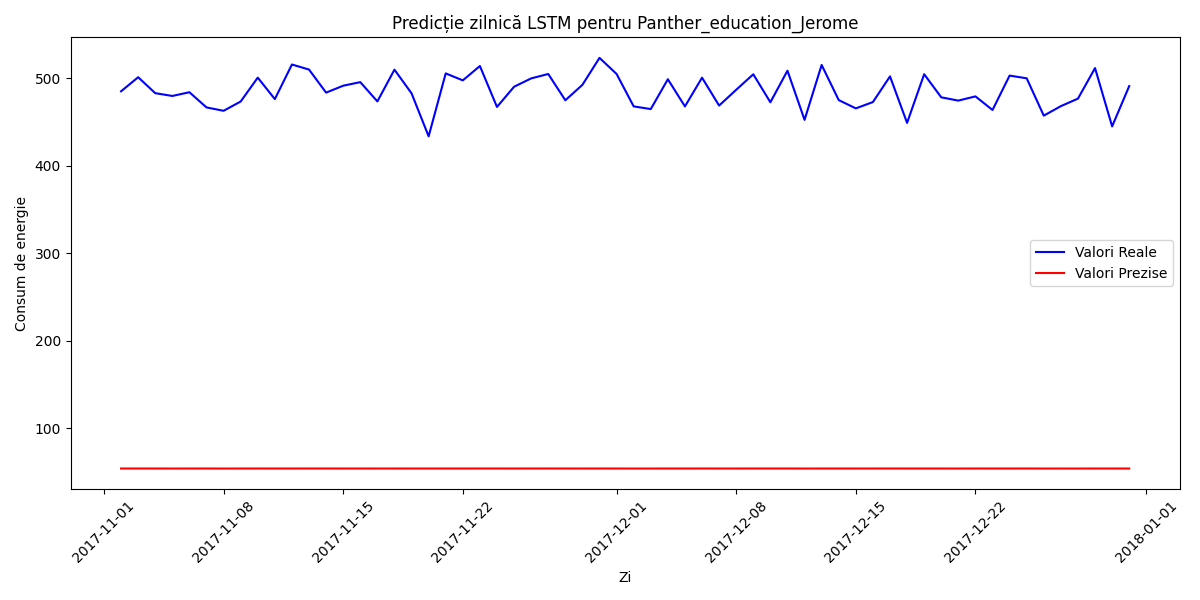 Predicție zilnică LSTM pentru Panther_education_Jerome
Consum de energie
500
400
300
200
100
Valori Reale
Valori Prezise
2017-11-01
2017-11-08
2017-11-15
2017-11-22
2017-12-01
2017-12-08
2017-12-15
2017-12-22
2018-01-01
Zi